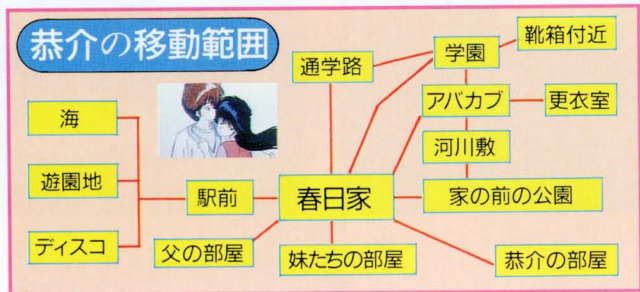 恭介の移動範囲
通学路
学園
靴箱付近
アバカブ
更衣室
河川敷
海
遊園地
駅前
春日家
家の前の公園
ディスコ
父の部屋
妹たちの部屋
恭介の部屋